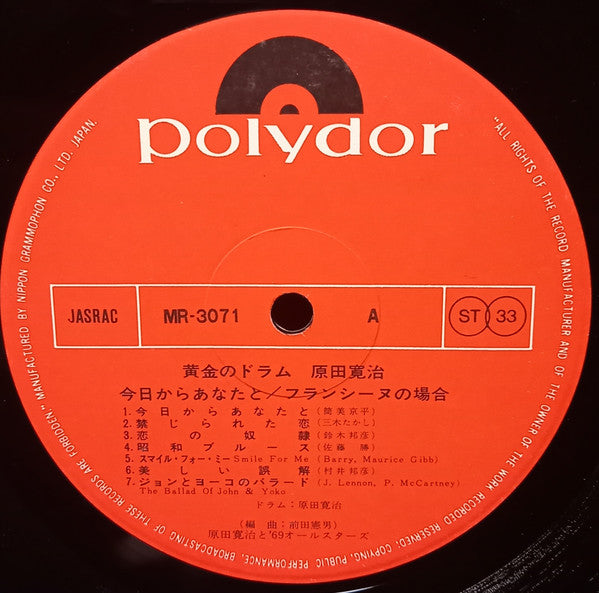 polydor
JASRAC MR-3071 A ST 33
黄金のドラム 原田寛治
今日からあなたと/フランシーヌの場合
1. 今日からあなたと (筒美京平)
2. 禁じられた恋 (三木たかし)
3. 恋の奴隷 (鈴木邦彦)
4. 昭和ブルース (佐藤 勝)
5. スマイル・フォー・ミー Smile For Me (Barry, Maurice Gibb)
6. 美しい誤解 (村井邦彦)
7. ジョンとヨーコのバラード (J. Lennon, P. McCartney)
The Ballad Of John & Yoko
ドラム:原田寛治
(編 曲:前田憲男)
原田寛治と'69オールスターズ
"ALL RIGHTS OF THE RECORD MANUFACTURER AND OF THE OWNER OF THE WORK RECORDED RESERVED. COPYING, PUBLIC PERFORMANCE, BROADCASTING OF THESE RECORDS ARE FORBIDDEN." MANUFACTURED BY NIPPON GRAMMOPHON CO., LTD. JAPAN.